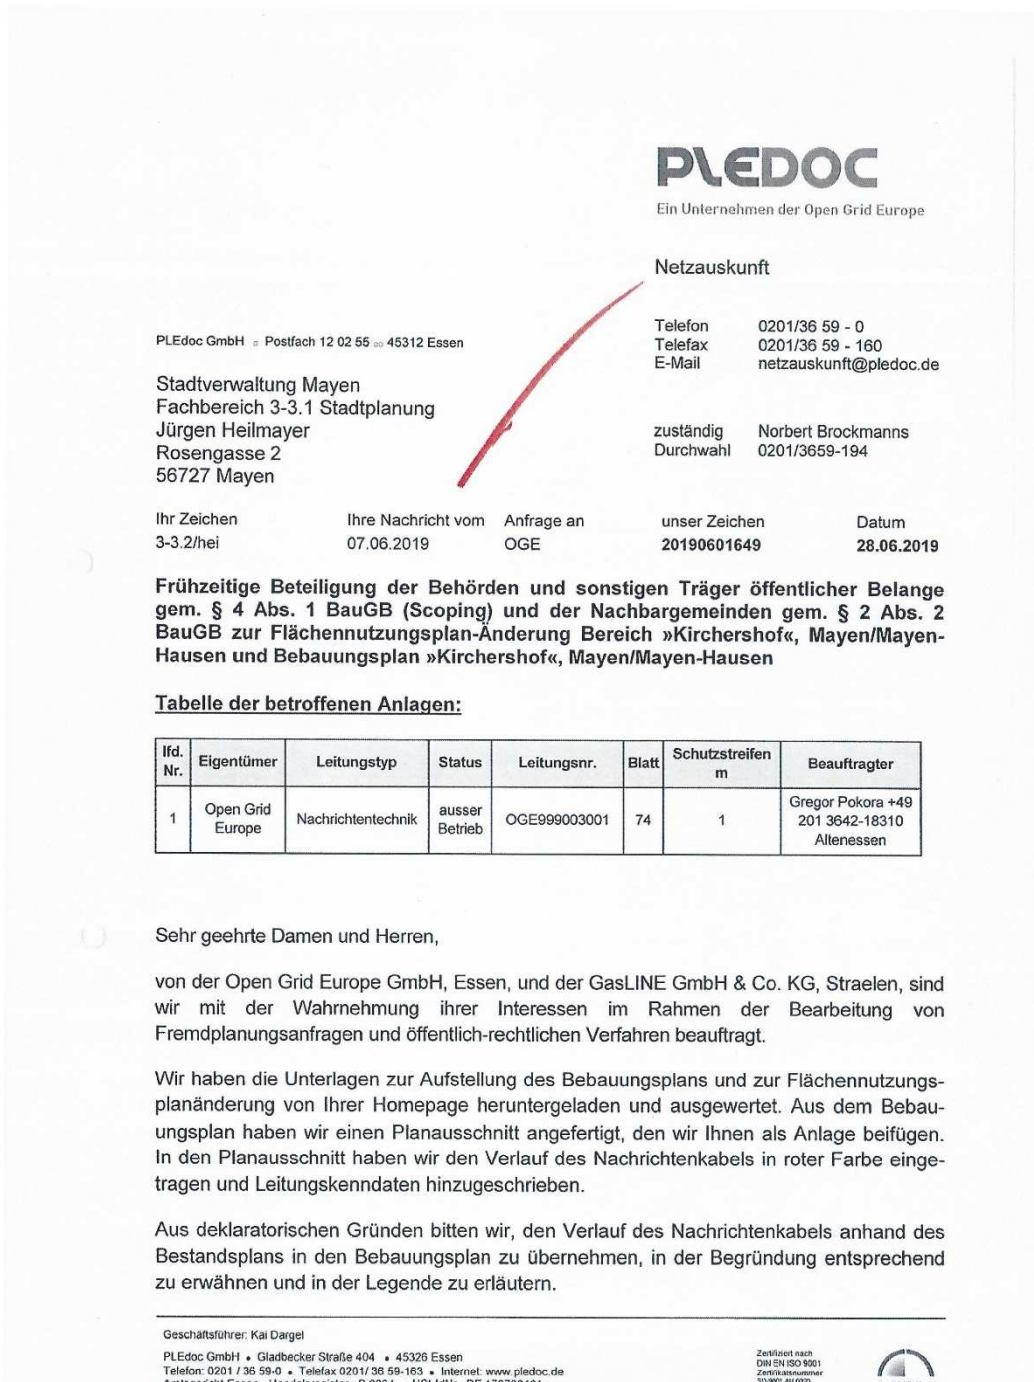 PLEDOC
Ein Unternehmen der Open Grid Europe
Netzauskunft
Telefon 0201/36 59 - 0
Telefax 0201/36 59 - 160
E-Mail netzauskunft@pledoc.de
PLEdoc GmbH Postfach 12 02 55 45312 Essen
Stadtverwaltung Mayen
Fachbereich 3-3.1 Stadtplanung
Jürgen Heilmayer
Rosengasse 2
56727 Mayen
zuständig Norbert Brockmanns
Durchwahl 0201/3659-194
Ihr Zeichen Ihre Nachricht vom Anfrage an unser Zeichen Datum
3-3.2/hei 07.06.2019 OGE 20190601649 28.06.2019
Frühzeitige Beteiligung der Behörden und sonstigen Träger öffentlicher Belange
gem. § 4 Abs. 1 BauGB (Scoping) und der Nachbargemeinden gem. § 2 Abs. 2
BauGB zur Flächennutzungsplan-Änderung Bereich »Kirchershof«, Mayen/Mayen-
Hausen und Bebauungsplan »Kirchershof«, Mayen/Mayen-Hausen
Tabelle der betroffenen Anlagen:
lfd. Nr. Eigentümer Leitungstyp Status Leitungsnr. Blatt Schutzstreifen m Beauftragter
1 Open Grid Europe Nachrichtentechnik ausser Betrieb OGE999003001 74 1 Gregor Pokora +49 201 3642-18310 Altenessen
Sehr geehrte Damen und Herren,
von der Open Grid Europe GmbH, Essen, und der GasLINE GmbH & Co. KG, Straelen, sind
wir mit der Wahrnehmung ihrer Interessen im Rahmen der Bearbeitung von
Fremdplanungsanfragen und öffentlich-rechtlichen Verfahren beauftragt.
Wir haben die Unterlagen zur Aufstellung des Bebauungsplans und zur Flächennutzungs-
planänderung von Ihrer Homepage heruntergeladen und ausgewertet. Aus dem Bebau-
ungsplan haben wir einen Planausschnitt angefertigt, den wir Ihnen als Anlage beifügen.
In den Planausschnitt haben wir den Verlauf des Nachrichtenkabels in roter Farbe einge-
tragen und Leitungskenndaten hinzugeschrieben.
Aus deklaratorischen Gründen bitten wir, den Verlauf des Nachrichtenkabels anhand des
Bestandsplans in den Bebauungsplan zu übernehmen, in der Begründung entsprechend
zu erwähnen und in der Legende zu erläutern.
Geschäftsführer: Kai Dargel
PLEdoc GmbH • Gladbecker Straße 404 • 45326 Essen
Telefon: 0201 / 36 59-0 • Telefax 0201/ 36 59-163 • Internet: www.pledoc.de
Zertifiziert nach
DIN EN ISO 9001
Zertifikatsnummer